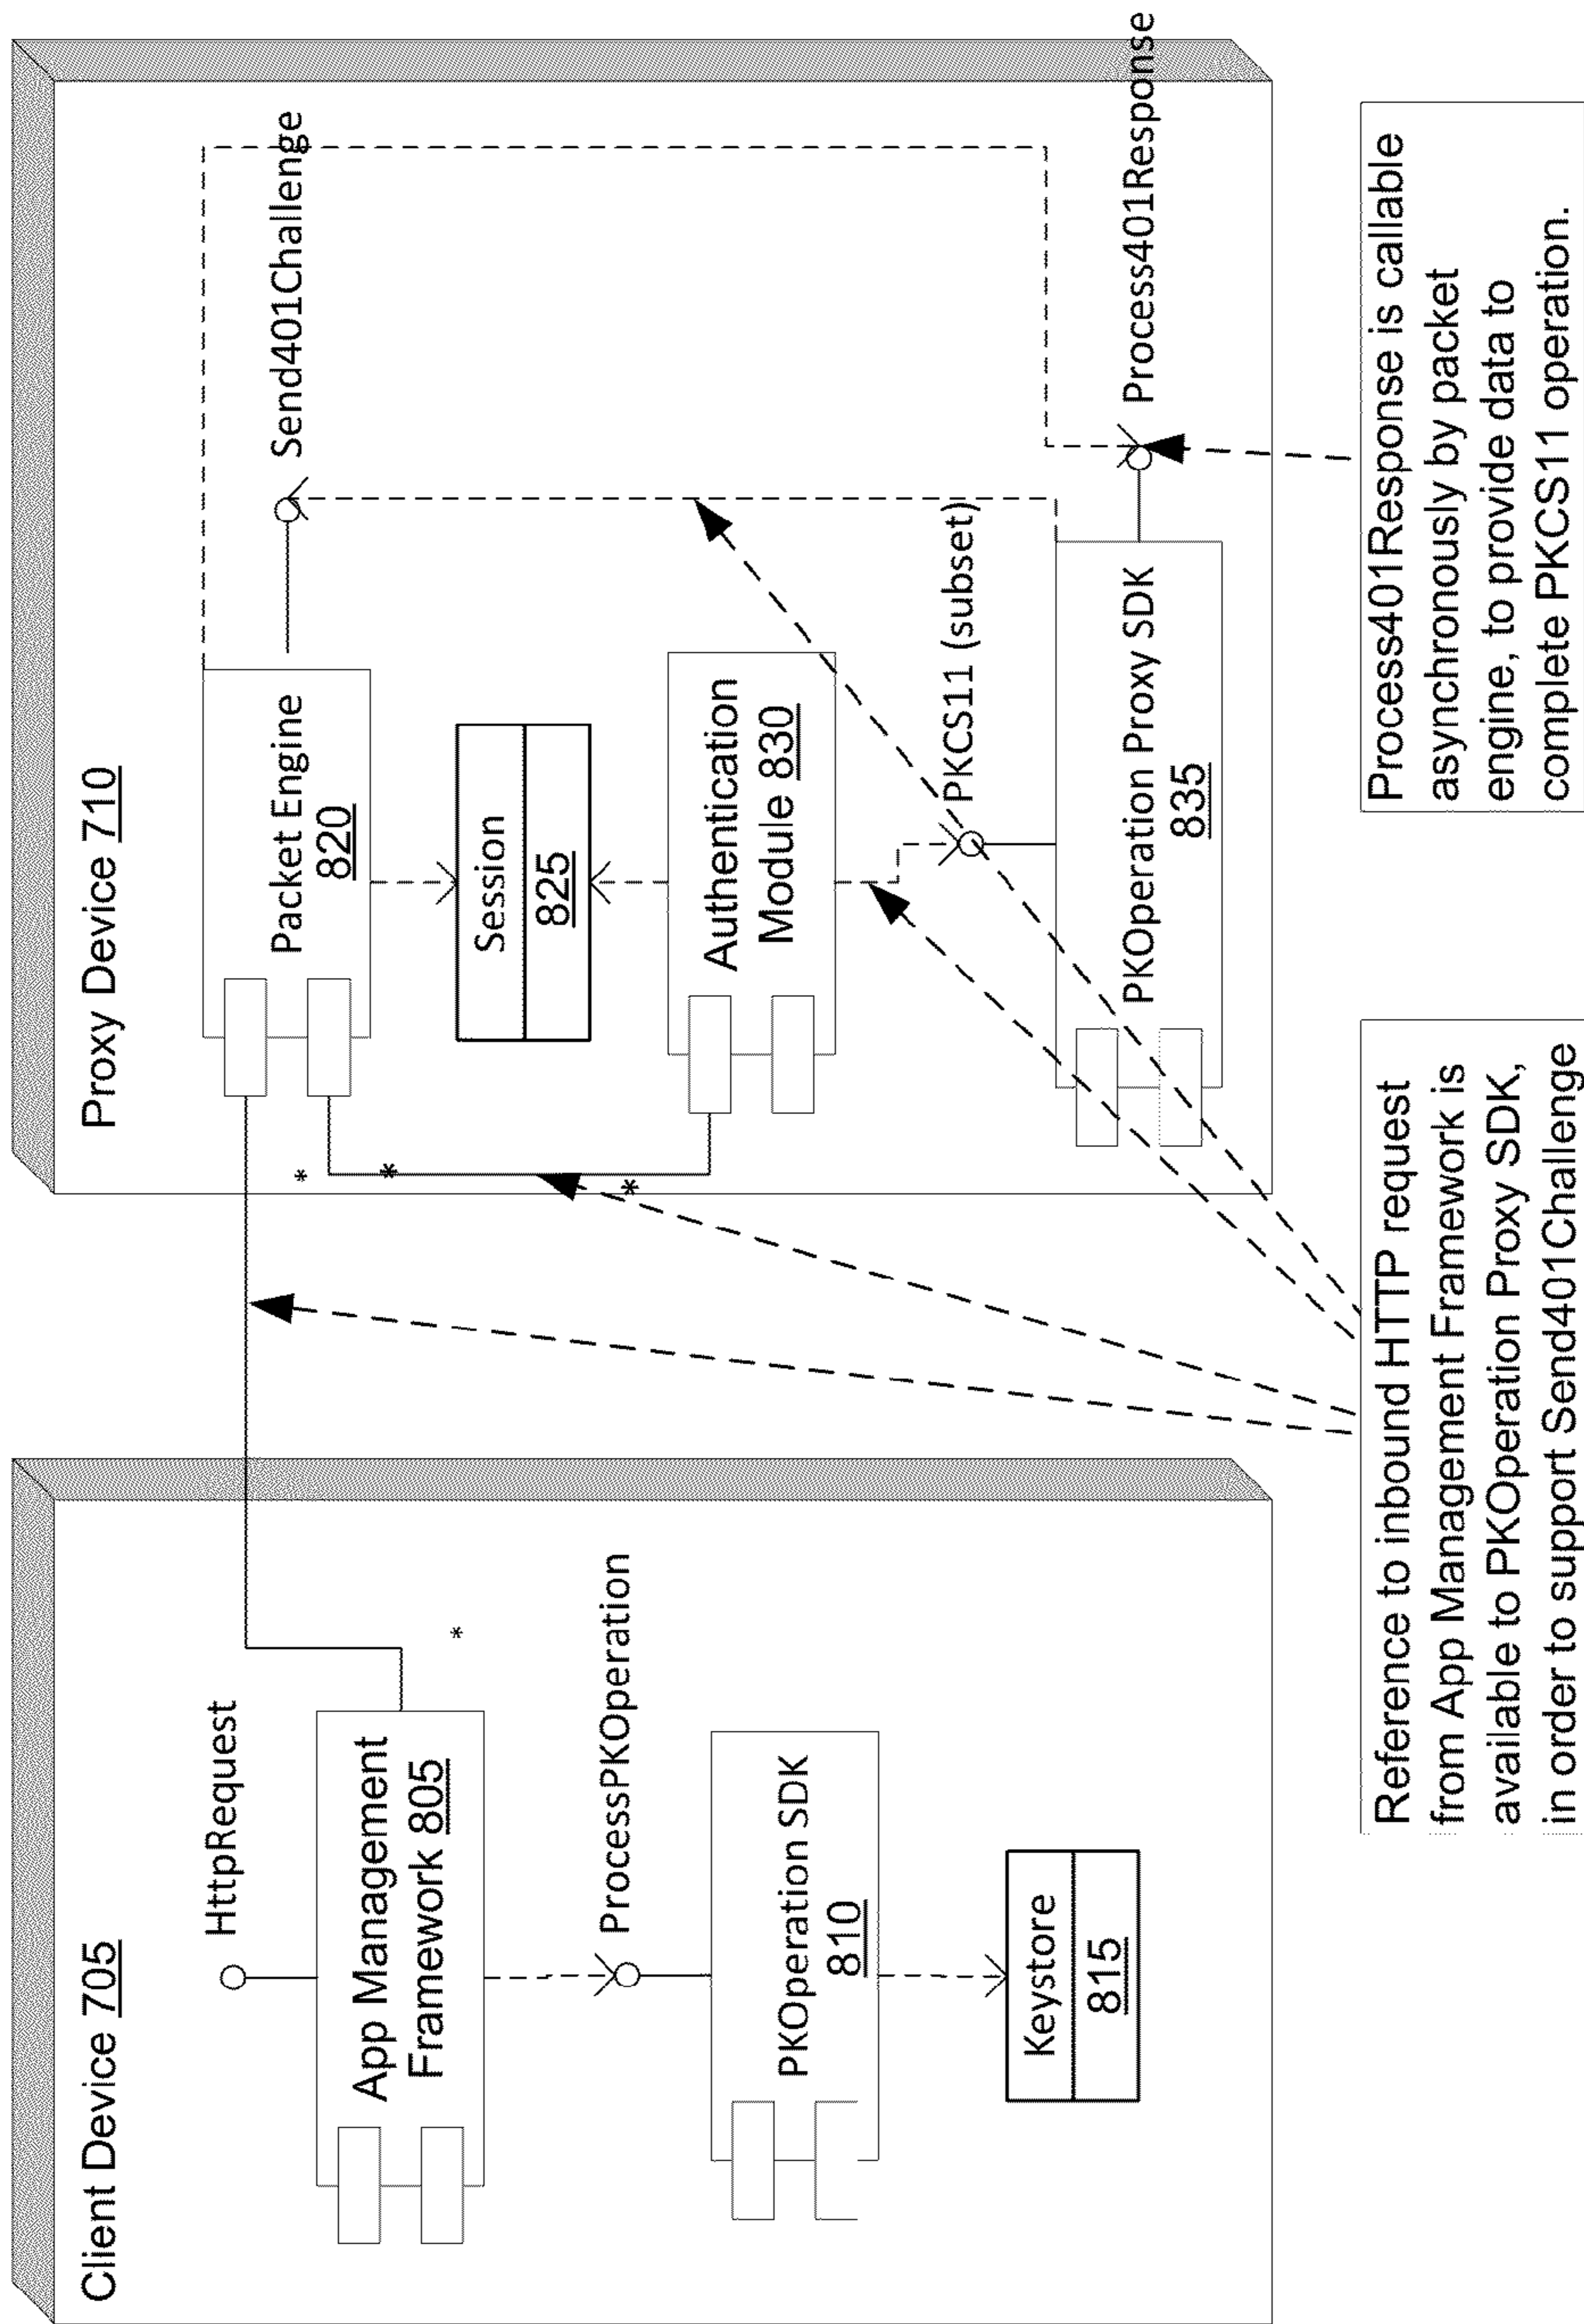 Client Device 705
HttpRequest
App Management
Framework 805
*
ProcessPKOperation
PKOperation SDK
810
Keystore
815
Proxy Device 710
Packet Engine
820
Send401Challenge
*
*
Session
825
*
Authentication
Module 830
PKCS11 (subset)
PKOperation Proxy SDK
835
Process401Response
Reference to inbound HTTP request
from App Management Framework is
available to PKOperation Proxy SDK,
in order to support Send401Challenge
Process401Response is callable
asynchronously by packet
engine, to provide data to
complete PKCS11 operation.